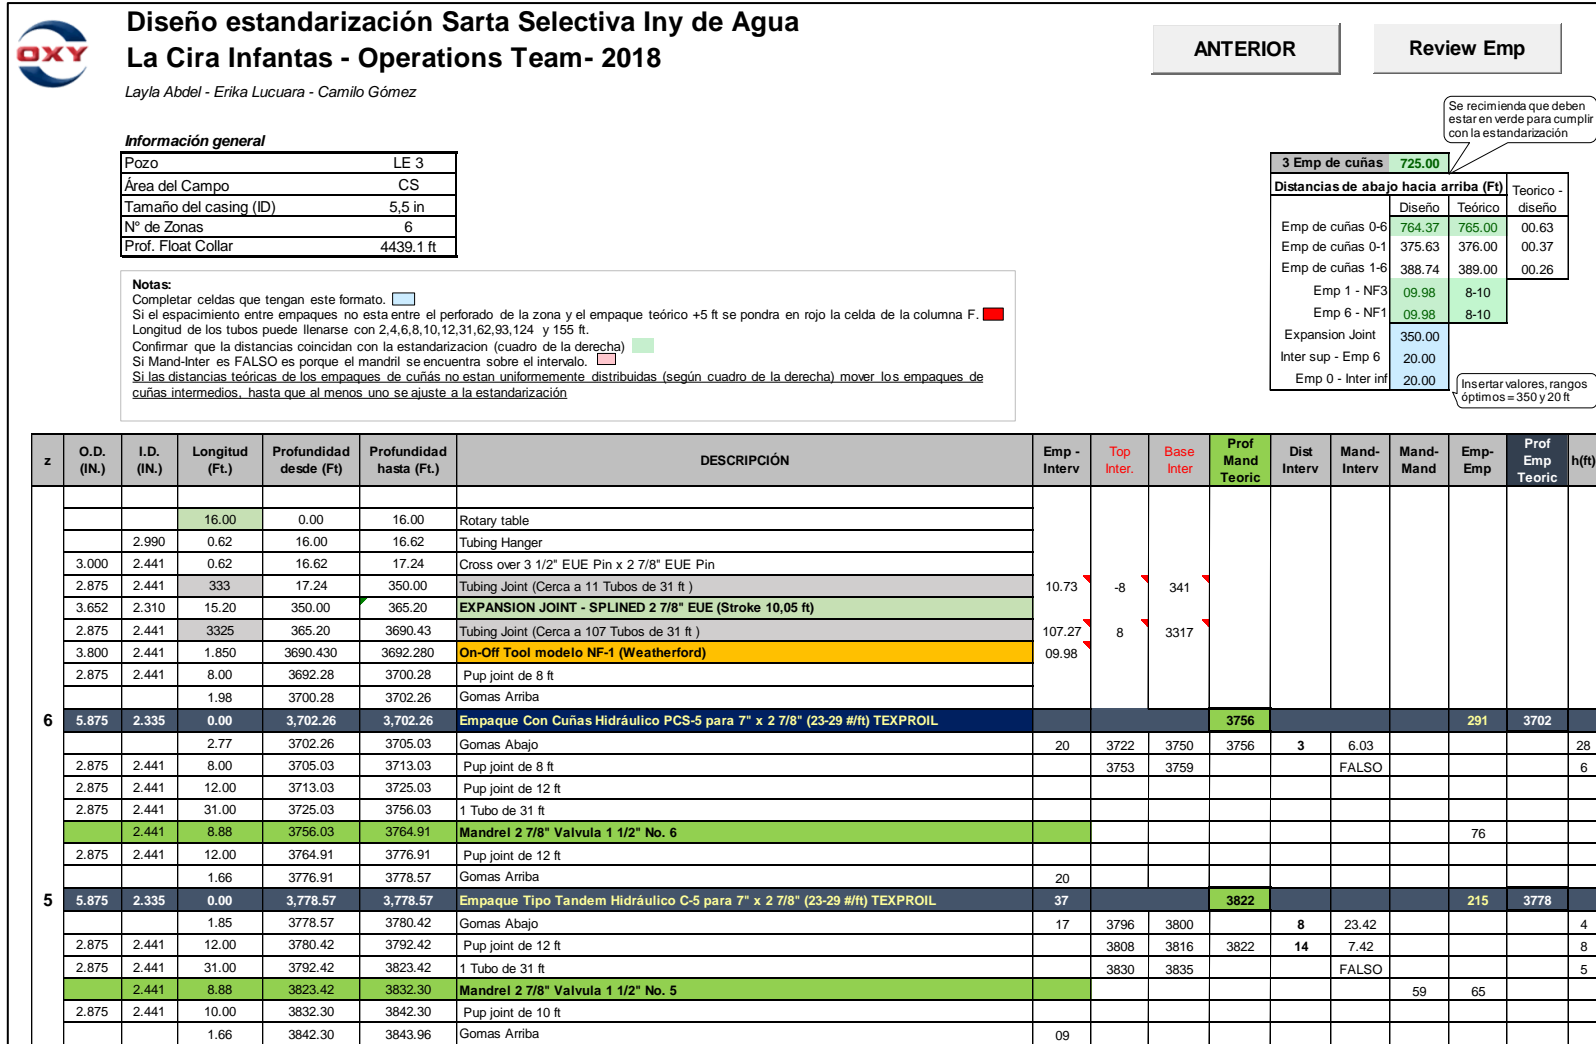 OXY
Diseño estandarización Sarta Selectiva Iny de Agua
La Cira Infantas - Operations Team- 2018
Layla Abdel - Erika Lucuara - Camilo Gómez
ANTERIOR
Review Emp
Se recimienda que deben
estar en verde para cumplir
con la estandarización
Información general
Pozo LE 3
Área del Campo CS
Tamaño del casing (ID) 5,5 in
N° de Zonas 6
Prof. Float Collar 4439.1 ft
3 Emp de cuñas 725.00
Distancias de abajo hacia arriba (Ft) Teorico - diseño
Diseño Teórico
Emp de cuñas 0-6 764.37 765.00 00.63
Emp de cuñas 0-1 375.63 376.00 00.37
Emp de cuñas 1-6 388.74 389.00 00.26
Emp 1 - NF3 09.98 8-10
Emp 6 - NF1 09.98 8-10
Expansion Joint 350.00
Inter sup - Emp 6 20.00
Emp 0 - Inter inf 20.00
Insertar valores, rangos
óptimos = 350 y 20 ft
Notas:
Completar celdas que tengan este formato.
Si el espacimiento entre empaques no esta entre el perforado de la zona y el empaque teórico +5 ft se pondra en rojo la celda de la columna F.
Longitud de los tubos puede llenarse con 2,4,6,8,10,12,31,62,93,124 y 155 ft.
Confirmar que la distancias coincidan con la estandarizacion (cuadro de la derecha)
Si Mand-Inter es FALSO es porque el mandril se encuentra sobre el intervalo.
Si las distancias teóricas de los empaques de cuñás no estan uniformemente distribuidas (según cuadro de la derecha) mover los empaques de
cuñas intermedios, hasta que al menos uno se ajuste a la estandarización
z O.D. (IN.) I.D. (IN.) Longitud (Ft.) Profundidad desde (Ft) Profundidad hasta (Ft.) DESCRIPCIÓN Emp - Interv Top Inter. Base Inter Prof Mand Teoric Dist Interv Mand- Interv Mand- Mand Emp- Emp Prof Emp Teoric h(ft)
16.00 0.00 16.00 Rotary table
2.990 0.62 16.00 16.62 Tubing Hanger
3.000 2.441 0.62 16.62 17.24 Cross over 3 1/2" EUE Pin x 2 7/8" EUE Pin
2.875 2.441 333 17.24 350.00 Tubing Joint (Cerca a 11 Tubos de 31 ft ) 10.73 -8 341
3.652 2.310 15.20 350.00 365.20 EXPANSION JOINT - SPLINED 2 7/8" EUE (Stroke 10,05 ft)
2.875 2.441 3325 365.20 3690.43 Tubing Joint (Cerca a 107 Tubos de 31 ft ) 107.27 8 3317
3.800 2.441 1.850 3690.430 3692.280 On-Off Tool modelo NF-1 (Weatherford) 09.98
2.875 2.441 8.00 3692.28 3700.28 Pup joint de 8 ft
1.98 3700.28 3702.26 Gomas Arriba
6 5.875 2.335 0.00 3,702.26 3,702.26 Empaque Con Cuñas Hidráulico PCS-5 para 7" x 2 7/8" (23-29 #/ft) TEXPROIL 3756 291 3702
2.77 3702.26 3705.03 Gomas Abajo 20 3722 3750 3756 3 6.03 28
2.875 2.441 8.00 3705.03 3713.03 Pup joint de 8 ft 3753 3759 FALSO 6
2.875 2.441 12.00 3713.03 3725.03 Pup joint de 12 ft
2.875 2.441 31.00 3725.03 3756.03 1 Tubo de 31 ft
2.441 8.88 3756.03 3764.91 Mandrel 2 7/8" Valvula 1 1/2" No. 6 76
2.875 2.441 12.00 3764.91 3776.91 Pup joint de 12 ft
1.66 3776.91 3778.57 Gomas Arriba 20
5 5.875 2.335 0.00 3,778.57 3,778.57 Empaque Tipo Tandem Hidráulico C-5 para 7" x 2 7/8" (23-29 #/ft) TEXPROIL 37 3822 215 3778
1.85 3778.57 3780.42 Gomas Abajo 17 3796 3800 8 23.42 4
2.875 2.441 12.00 3780.42 3792.42 Pup joint de 12 ft 3808 3816 3822 14 7.42 8
2.875 2.441 31.00 3792.42 3823.42 1 Tubo de 31 ft 3830 3835 FALSO 5
2.441 8.88 3823.42 3832.30 Mandrel 2 7/8" Valvula 1 1/2" No. 5 59 65
2.875 2.441 10.00 3832.30 3842.30 Pup joint de 10 ft
1.66 3842.30 3843.96 Gomas Arriba 09